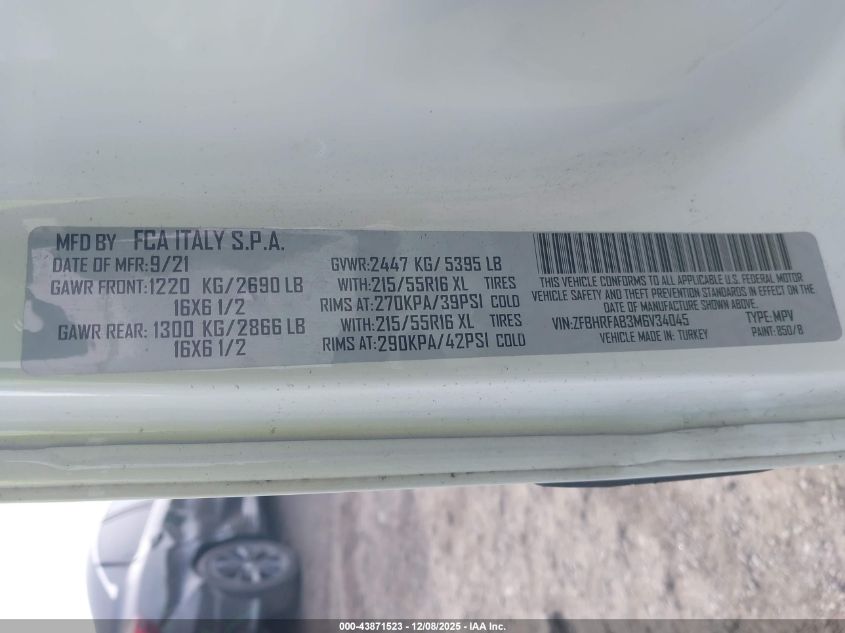 MFD BY FCA ITALY S.P.A.
DATE OF MFR:9/21 GVWR:2447 KG/5395 LB
GAWR FRONT:1220 KG/2690 LB WITH:215/55R16 XL TIRES
16X6 1/2 RIMS AT:270KPA/39PSI COLD
GAWR REAR:1300 KG/2866 LB WITH:215/55R16 XL TIRES
16X6 1/2 RIMS AT:290KPA/42PSI COLD
THIS VEHICLE CONFORMS TO ALL APPLICABLE U.S. FEDERAL MOTOR
VEHICLE SAFETY AND THEFT PREVENTION STANDARDS IN EFFECT ON THE
DATE OF MANUFACTURE SHOWN ABOVE.
VIN:ZFBHRFAB3M6V34045 TYPE:MPV
VEHICLE MADE IN: TURKEY PAINT: 850/B
000-43871523 - 12/08/2025 - IAA Inc.